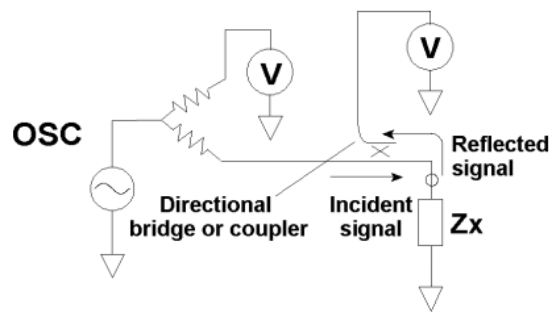 V
V
OSC
Reflected
signal
Directional
bridge or coupler
Incident
signal
Zx